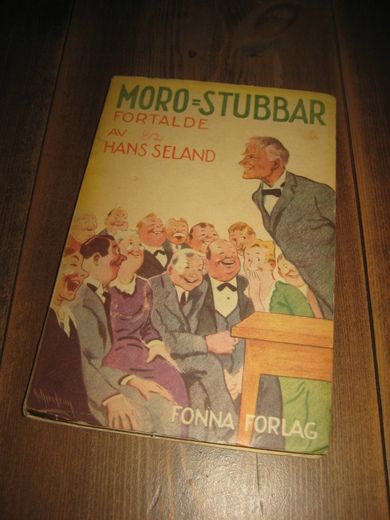 MORO=STUBBAR
FORTALDE
AV
HANS SELAND
FONNA FORLAG